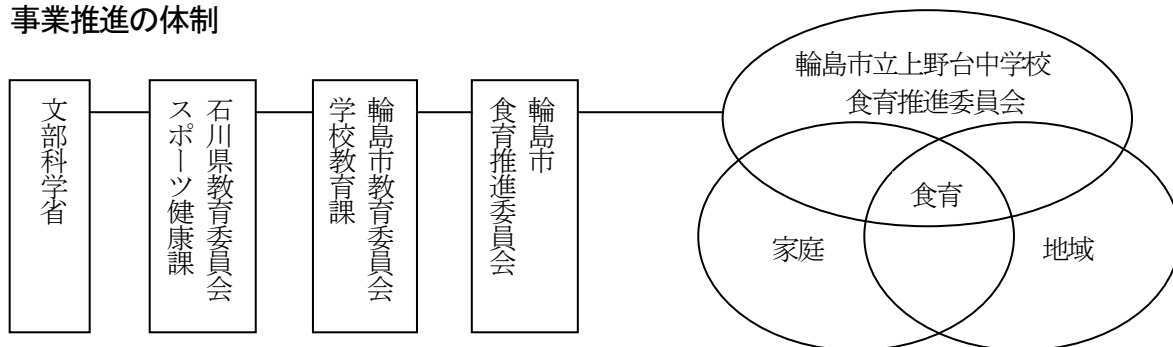 事業推進の体制
文部科学省
石川県教育委員会
スポーツ健康課
輪島市教育委員会
学校教育課
輪島市
食育推進委員会
輪島市立上野台中学校
食育推進委員会
食育
家庭
地域